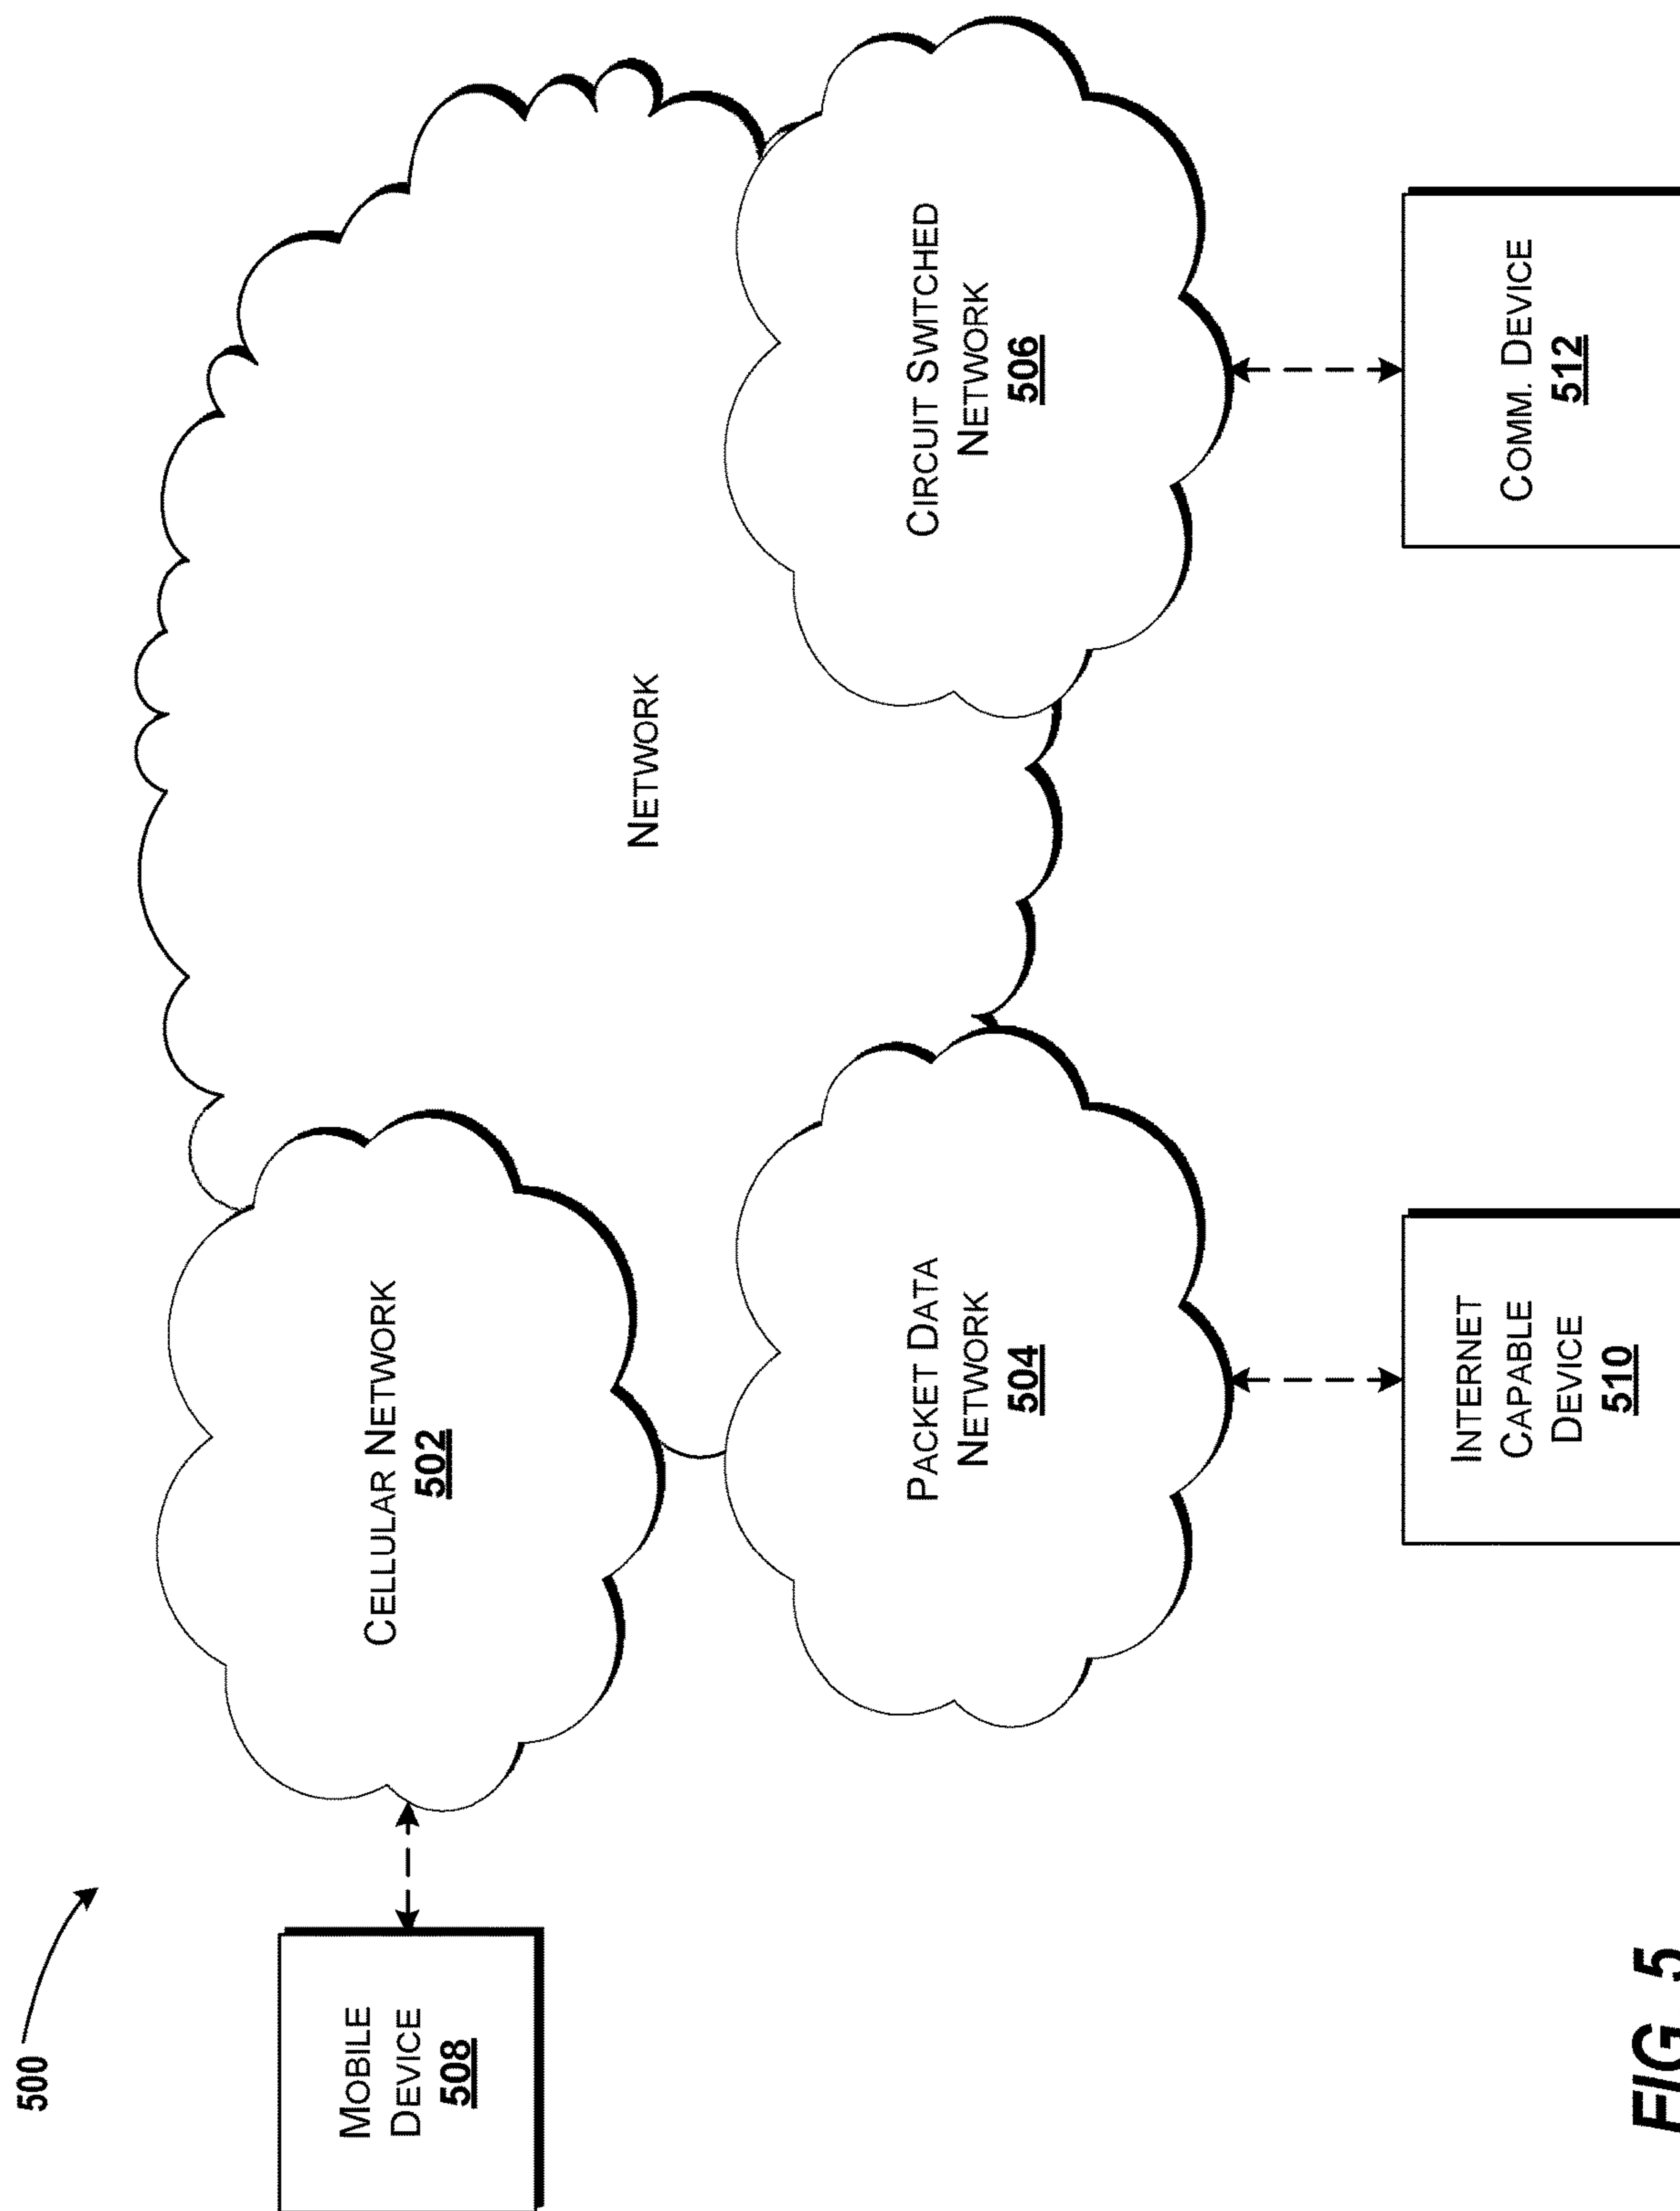 500
MOBILE
DEVICE
508
CELLULAR NETWORK
502
NETWORK
PACKET DATA
NETWORK
504
CIRCUIT SWITCHED
NETWORK
506
INTERNET
CAPABLE
DEVICE
510
COMM. DEVICE
512
FIG. 5